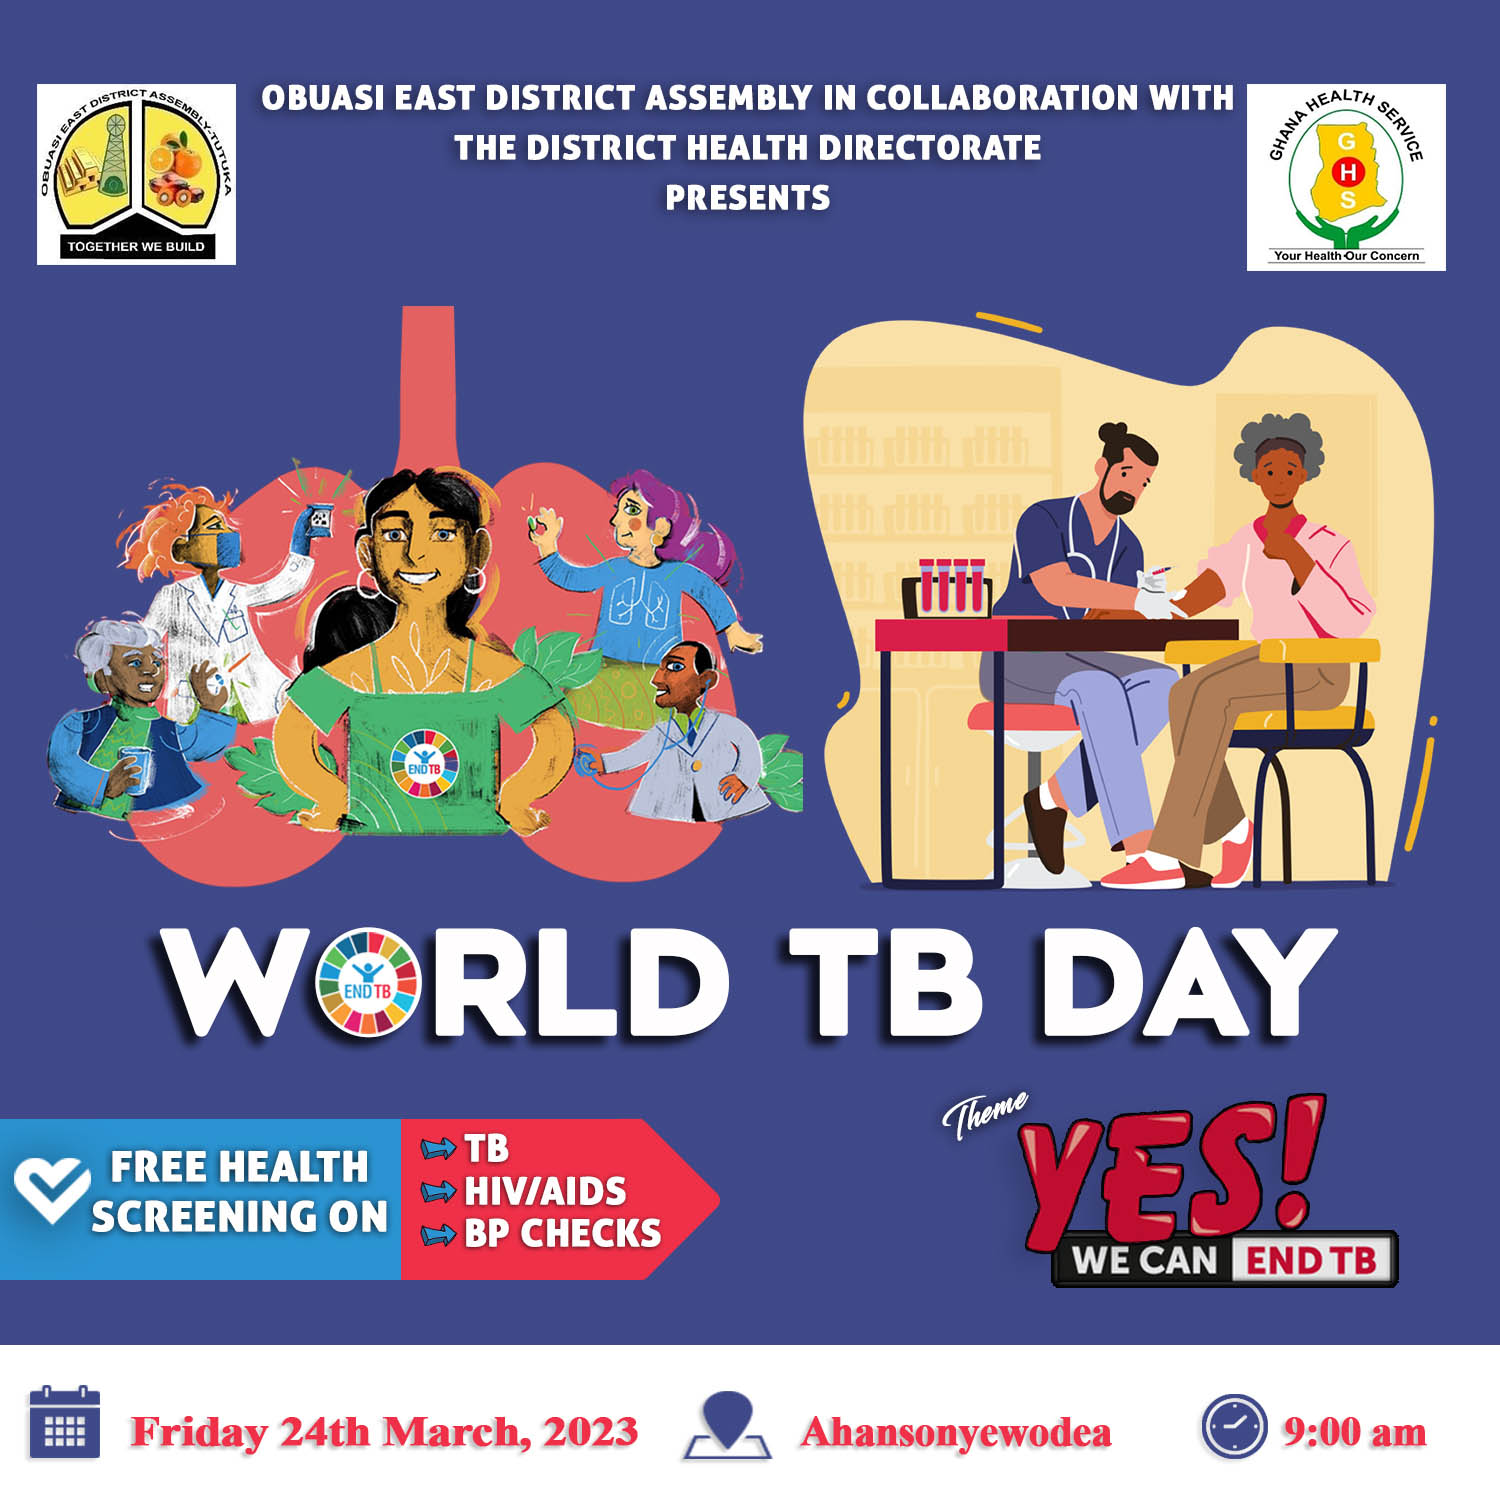 OBUASI EAST DISTRICT ASSEMBLY IN COLLABORATION WITH
THE DISTRICT HEALTH DIRECTORATE
PRESENTS
OBUASI EAST DISTRICT ASSEMBLY-TUTUKA
TOGETHER WE BUILD
GHANA HEALTH SERVICE
G
H
S
Your Health Our Concern
END TB
WORLD TB DAY
END TB
FREE HEALTH
SCREENING ON
TB
HIV/AIDS
BP CHECKS
Theme
YES!
WE CAN END TB
Friday 24th March, 2023
Ahansonyewodea
9:00 am